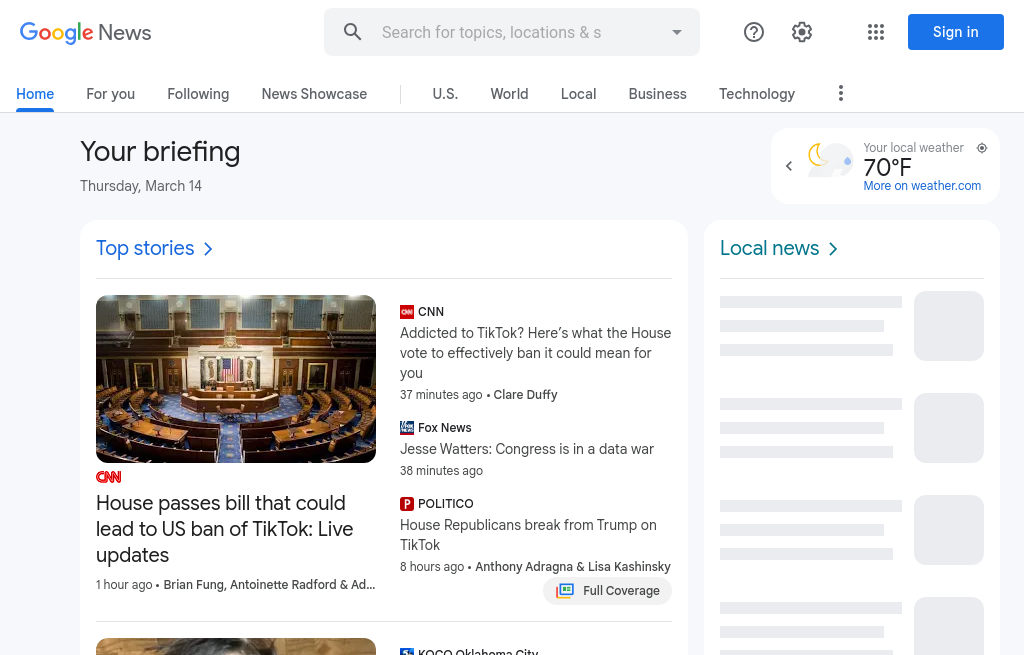 Google News
Search for topics, locations & s
Sign in
Home
For you
Following
News Showcase
U.S.
World
Local
Business
Technology
Your briefing
Thursday, March 14
Your local weather
70°F
More on weather.com
Top stories
CNN
House passes bill that could
lead to US ban of TikTok: Live
updates
1 hour ago • Brian Fung, Antoinette Radford & Ad…
CNN
Addicted to TikTok? Here’s what the House
vote to effectively ban it could mean for
you
37 minutes ago • Clare Duffy
Fox News
Jesse Watters: Congress is in a data war
38 minutes ago
POLITICO
House Republicans break from Trump on
TikTok
8 hours ago • Anthony Adragna & Lisa Kashinsky
Full Coverage
KOCO Oklahoma City
Local news